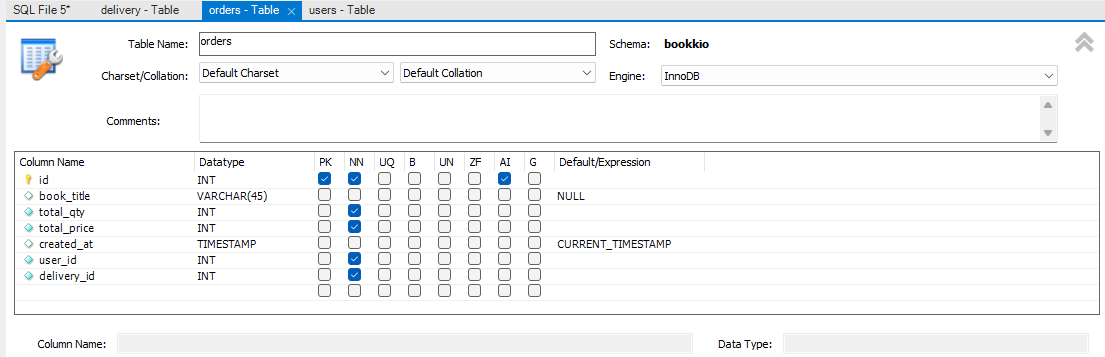 SQL File 5* delivery - Table orders - Table × users - Table
Table Name: orders Schema: bookkio
Charset/Collation: Default Charset Default Collation Engine: InnoDB
Comments:
Column Name Datatype PK NN UQ B UN ZF AI G Default/Expression
id INT
book_title VARCHAR(45) NULL
total_qty INT
total_price INT
created_at TIMESTAMP CURRENT_TIMESTAMP
user_id INT
delivery_id INT
Column Name: Data Type: